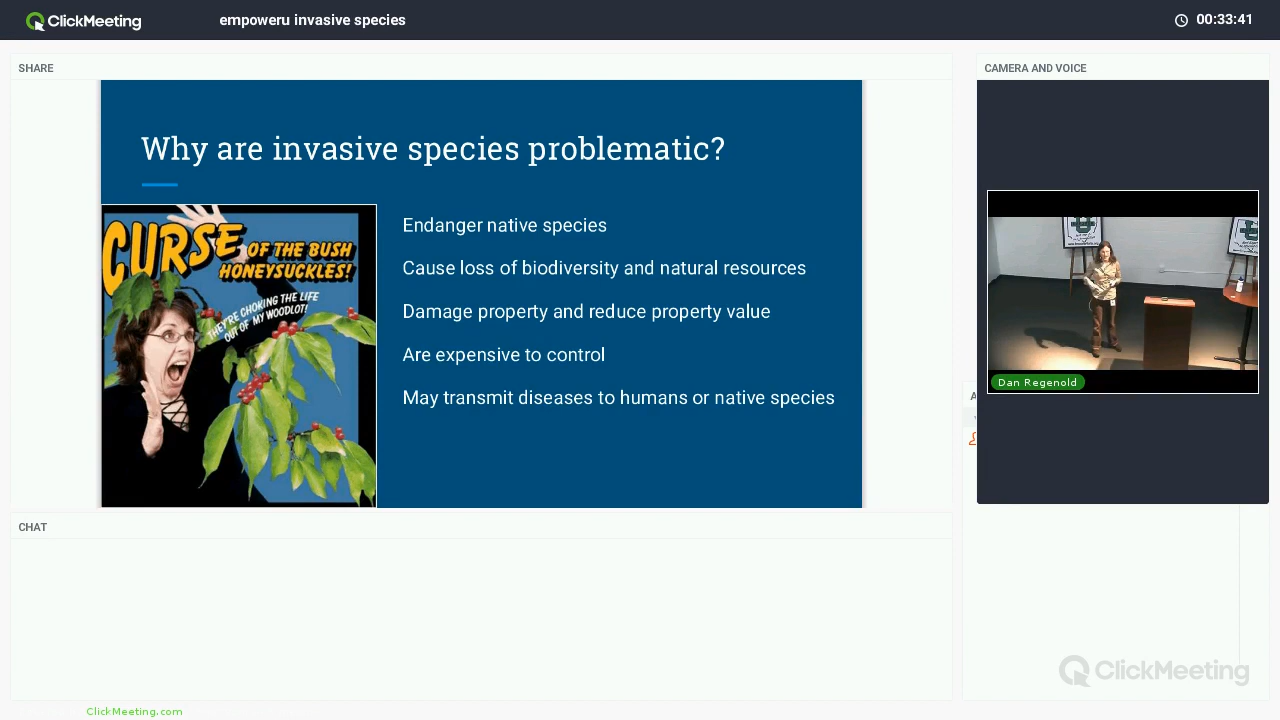 ClickMeeting
empoweru invasive species
00:33:41
SHARE
Why are invasive species problematic?
CURSE OF THE BUSH
HONEYSUCKLES!
THEY'RE CHOKING THE LIFE
OUT OF MY WOODLOT!
Endanger native species
Cause loss of biodiversity and natural resources
Damage property and reduce property value
Are expensive to control
May transmit diseases to humans or native species
CAMERA AND VOICE
Dan Regenold
CHAT
ClickMeeting
ClickMeeting.com